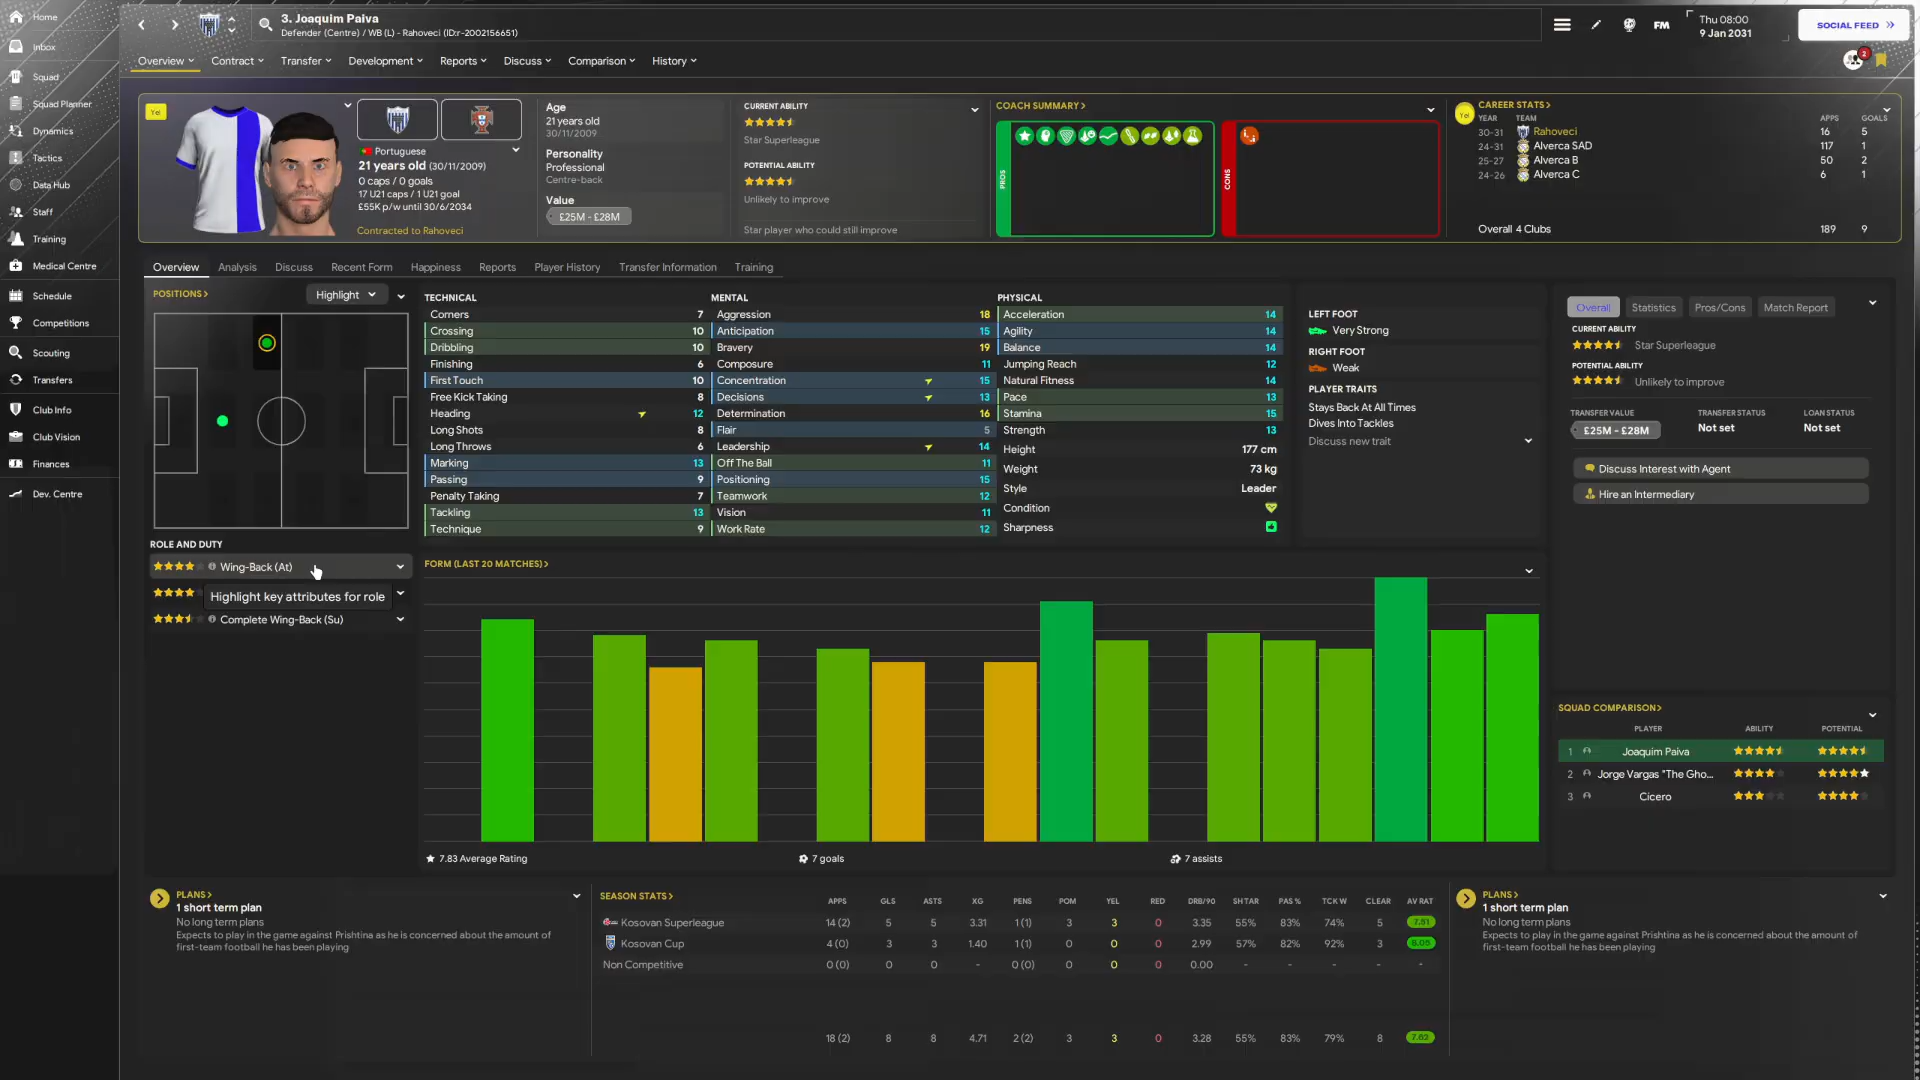 Home
Inbox
Squad
Squad Planner
Dynamics
Tactics
Data Hub
Staff
Training
Medical Centre
Schedule
Competitions
Scouting
Transfers
Club Info
Club Vision
Finances
Dev. Centre
3. Joaquim Paiva
Defender (Centre) / WB (L) - Rahoveci (ID:r-2002156651)
FM
Thu 08:00
9 Jan 2031
SOCIAL FEED
2
Overview
Contract
Transfer
Development
Reports
Discuss
Comparison
History
Yel
Portuguese
21 years old (30/11/2009)
0 caps / 0 goals
17 U21 caps / 1 U21 goal
£55K p/w until 30/6/2034
Contracted to Rahoveci
Age
21 years old
30/11/2009
Personality
Professional
Centre-back
Value
£25M - £28M
CURRENT ABILITY
Star Superleague
POTENTIAL ABILITY
Unlikely to improve
Star player who could still improve
COACH SUMMARY>
PROS
CONS
Yel
CAREER STATS>
YEAR TEAM APPS GOALS
30-31 Rahoveci 16 5
24-31 Alverca SAD 117 1
25-27 Alverca B 50 2
24-26 Alverca C 6 1
Overall 4 Clubs 189 9
Overview
Analysis
Discuss
Recent Form
Happiness
Reports
Player History
Transfer Information
Training
POSITIONS>
Highlight
ROLE AND DUTY
Wing-Back (At)
Highlight key attributes for role
Complete Wing-Back (Su)
TECHNICAL
Corners 7
Crossing 10
Dribbling 10
Finishing 6
First Touch 10
Free Kick Taking 8
Heading 12
Long Shots 8
Long Throws 6
Marking 13
Passing 9
Penalty Taking 7
Tackling 13
Technique 9
MENTAL
Aggression 18
Anticipation 15
Bravery 19
Composure 11
Concentration 15
Decisions 13
Determination 16
Flair 5
Leadership 14
Off The Ball 11
Positioning 15
Teamwork 12
Vision 11
Work Rate 12
PHYSICAL
Acceleration 14
Agility 14
Balance 14
Jumping Reach 12
Natural Fitness 14
Pace 13
Stamina 15
Strength 13
Height 177 cm
Weight 73 kg
Style Leader
Condition
Sharpness
LEFT FOOT
Very Strong
RIGHT FOOT
Weak
PLAYER TRAITS
Stays Back At All Times
Dives Into Tackles
Discuss new trait
Overall
Statistics
Pros/Cons
Match Report
CURRENT ABILITY
Star Superleague
POTENTIAL ABILITY
Unlikely to improve
TRANSFER VALUE TRANSFER STATUS LOAN STATUS
£25M - £28M Not set Not set
Discuss Interest with Agent
Hire an Intermediary
FORM (LAST 20 MATCHES)>
7.83 Average Rating
7 goals
7 assists
SQUAD COMPARISON>
PLAYER ABILITY POTENTIAL
1 Joaquim Paiva
2 Jorge Vargas "The Gho...
3 Cicero
PLANS>
1 short term plan
No long term plans
Expects to play in the game against Prishtina as he is concerned about the amount of
first-team football he has been playing
SEASON STATS>
APPS GLS ASTS XG PENS POM YEL RED DRB/90 SH TAR PAS % TCK W CLEAR AV RAT
Kosovan Superleague 14 (2) 5 5 3.31 1 (1) 3 3 0 3.35 55% 83% 74% 5 7.51
Kosovan Cup 4 (0) 3 3 1.40 1 (1) 0 0 0 2.99 57% 82% 92% 3 8.05
Non Competitive 0 (0) 0 0 - 0 (0) 0 0 0 0.00 - - - - -
18 (2) 8 8 4.71 2 (2) 3 3 0 3.28 55% 83% 79% 8 7.62
PLANS>
1 short term plan
No long term plans
Expects to play in the game against Prishtina as he is concerned about the amount of
first-team football he has been playing